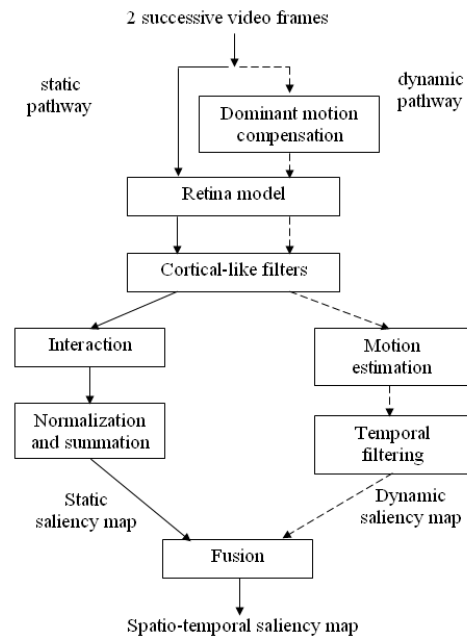 2 successive video frames
static
pathway
dynamic
pathway
Dominant motion
compensation
Retina model
Cortical-like filters
Interaction
Motion
estimation
Normalization
and summation
Temporal
filtering
Static
saliency map
Dynamic
saliency map
Fusion
Spatio-temporal saliency map